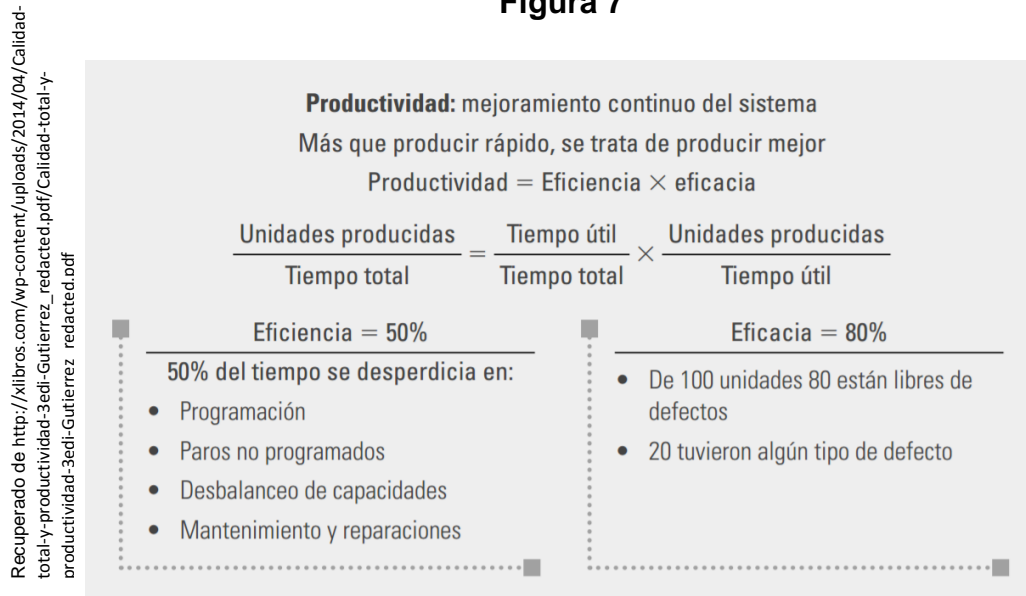 Figura 7
Recuperado de http://xlibros.com/wp-content/uploads/2014/04/Calidad-
total-y-productividad-3edi-Gutierrez_redacted.pdf/Calidad-total-y-
productividad-3edi-Gutierrez redacted.pdf
Productividad: mejoramiento continuo del sistema
Más que producir rápido, se trata de producir mejor
Productividad = Eficiencia × eficacia
Unidades producidas / Tiempo total = Tiempo útil / Tiempo total × Unidades producidas / Tiempo útil
Eficiencia = 50%
50% del tiempo se desperdicia en:
• Programación
• Paros no programados
• Desbalanceo de capacidades
• Mantenimiento y reparaciones
Eficacia = 80%
• De 100 unidades 80 están libres de
defectos
• 20 tuvieron algún tipo de defecto